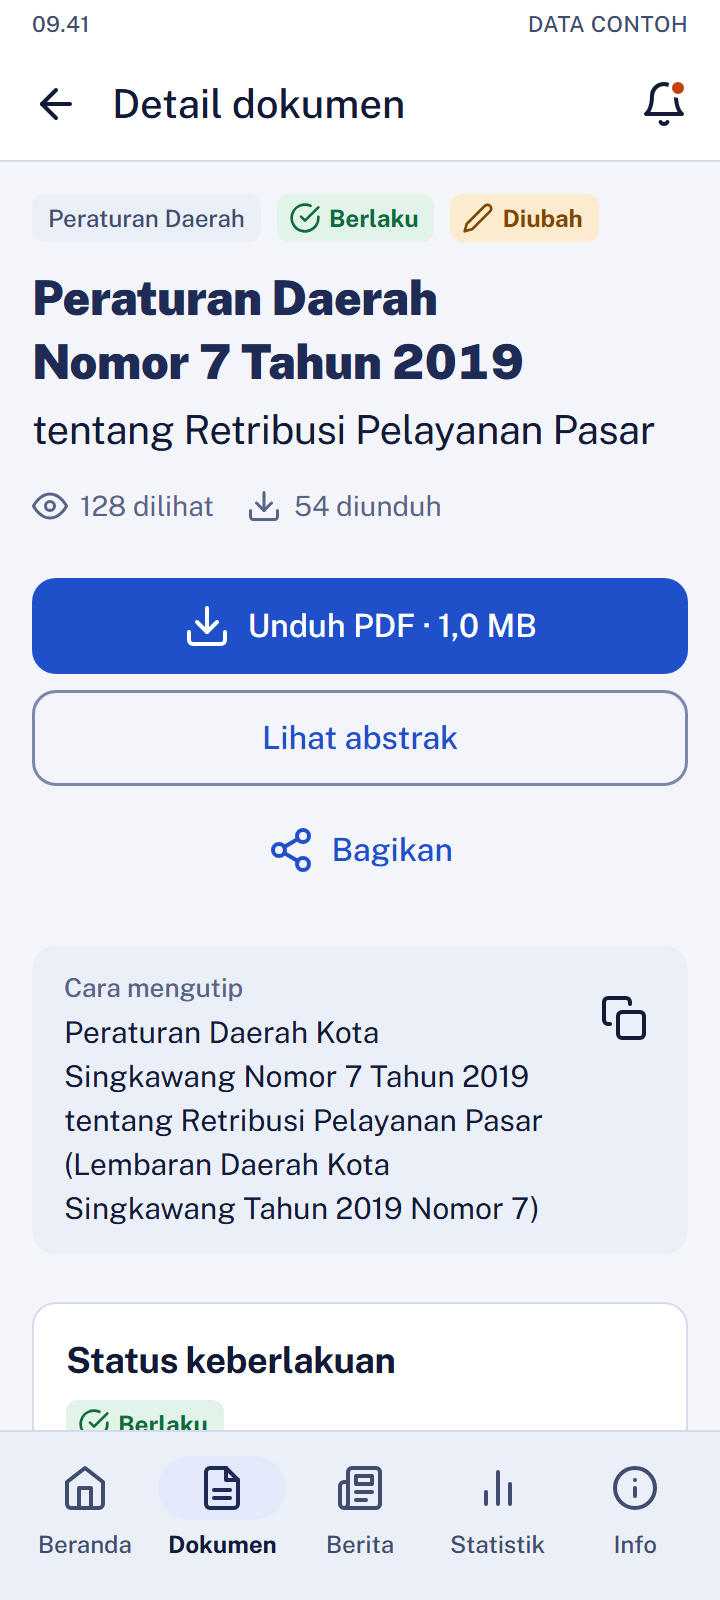 09.41
DATA CONTOH
Detail dokumen
Peraturan Daerah
Berlaku
Diubah
Peraturan Daerah
Nomor 7 Tahun 2019
tentang Retribusi Pelayanan Pasar
128 dilihat
54 diunduh
Unduh PDF · 1,0 MB
Lihat abstrak
Bagikan
Cara mengutip
Peraturan Daerah Kota
Singkawang Nomor 7 Tahun 2019
tentang Retribusi Pelayanan Pasar
(Lembaran Daerah Kota
Singkawang Tahun 2019 Nomor 7)
Status keberlakuan
Berlaku
Beranda
Dokumen
Berita
Statistik
Info